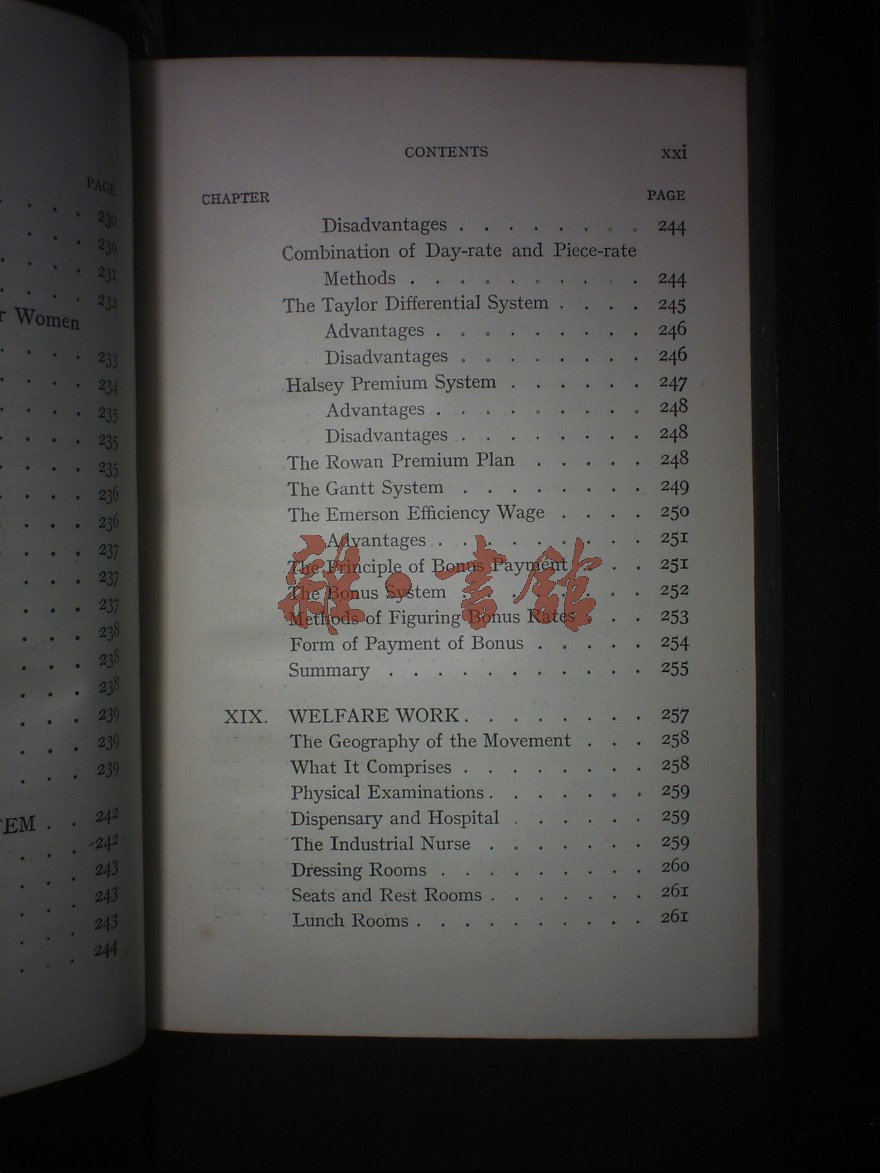 PAGE
230
230
231
232
r Women
233
234
235
235
235
236
236
237
237
237
238
238
238
239
239
239
TEM . . 242
242
243
243
243
244
CONTENTS xxi
CHAPTER PAGE
Disadvantages . . . . . . . . 244
Combination of Day-rate and Piece-rate
Methods . . . . . . . . . . 244
The Taylor Differential System . . . . 245
Advantages . . . . . . . . . 246
Disadvantages . . . . . . . . 246
Halsey Premium System . . . . . . 247
Advantages . . . . . . . . . 248
Disadvantages . . . . . . . . 248
The Rowan Premium Plan . . . . . 248
The Gantt System . . . . . . . . 249
The Emerson Efficiency Wage . . . . 250
Advantages . . . . . . . . . 251
The Principle of Bonus Payment . . . 251
The Bonus System . . . . . . . . 252
Methods of Figuring Bonus Rates . . . 253
Form of Payment of Bonus . . . . . 254
Summary . . . . . . . . . . . 255
XIX. WELFARE WORK . . . . . . . . 257
The Geography of the Movement . . . 258
What It Comprises . . . . . . . . 258
Physical Examinations . . . . . . . 259
Dispensary and Hospital . . . . . . 259
The Industrial Nurse . . . . . . . 259
Dressing Rooms . . . . . . . . . 260
Seats and Rest Rooms . . . . . . . 261
Lunch Rooms . . . . . . . . . . 261
雜·書館